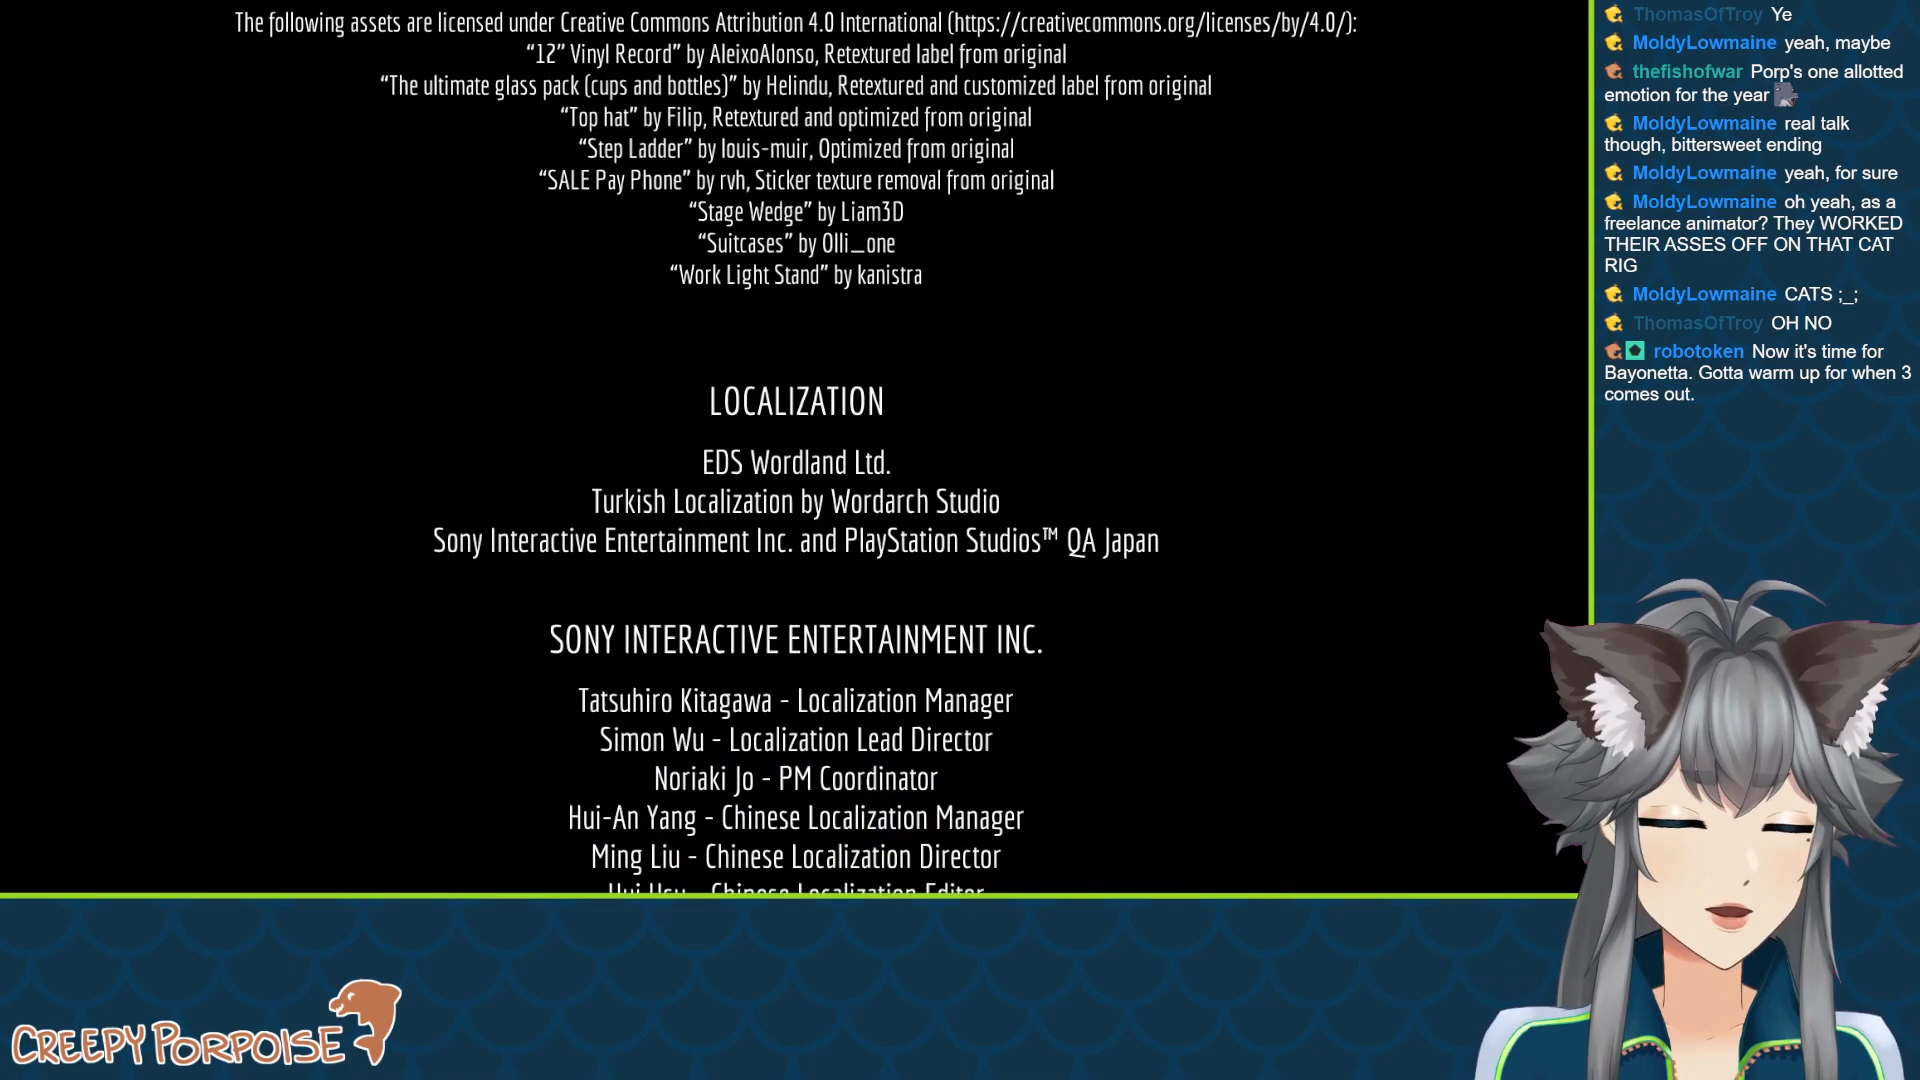 The following assets are licensed under Creative Commons Attribution 4.0 International (https://creativecommons.org/licenses/by/4.0/):
“12” Vinyl Record” by AleixoAlonso, Retextured label from original
“The ultimate glass pack (cups and bottles)” by Helindu, Retextured and customized label from original
“Top hat” by Filip, Retextured and optimized from original
“Step Ladder” by louis-muir, Optimized from original
“SALE Pay Phone” by rvh, Sticker texture removal from original
“Stage Wedge” by Liam3D
“Suitcases” by Olli_one
“Work Light Stand” by kanistra
LOCALIZATION
EDS Wordland Ltd.
Turkish Localization by Wordarch Studio
Sony Interactive Entertainment Inc. and PlayStation Studios™ QA Japan
SONY INTERACTIVE ENTERTAINMENT INC.
Tatsuhiro Kitagawa - Localization Manager
Simon Wu - Localization Lead Director
Noriaki Jo - PM Coordinator
Hui-An Yang - Chinese Localization Manager
Ming Liu - Chinese Localization Director
Hui Hsu - Chinese Localization Editor
ThomasOfTroy Ye
MoldyLowmaine yeah, maybe
thefishofwar Porp's one allotted
emotion for the year
MoldyLowmaine real talk
though, bittersweet ending
MoldyLowmaine yeah, for sure
MoldyLowmaine oh yeah, as a
freelance animator? They WORKED
THEIR ASSES OFF ON THAT CAT
RIG
MoldyLowmaine CATS ;_;
ThomasOfTroy OH NO
robotoken Now it's time for
Bayonetta. Gotta warm up for when 3
comes out.
CREEPY PORPOISE